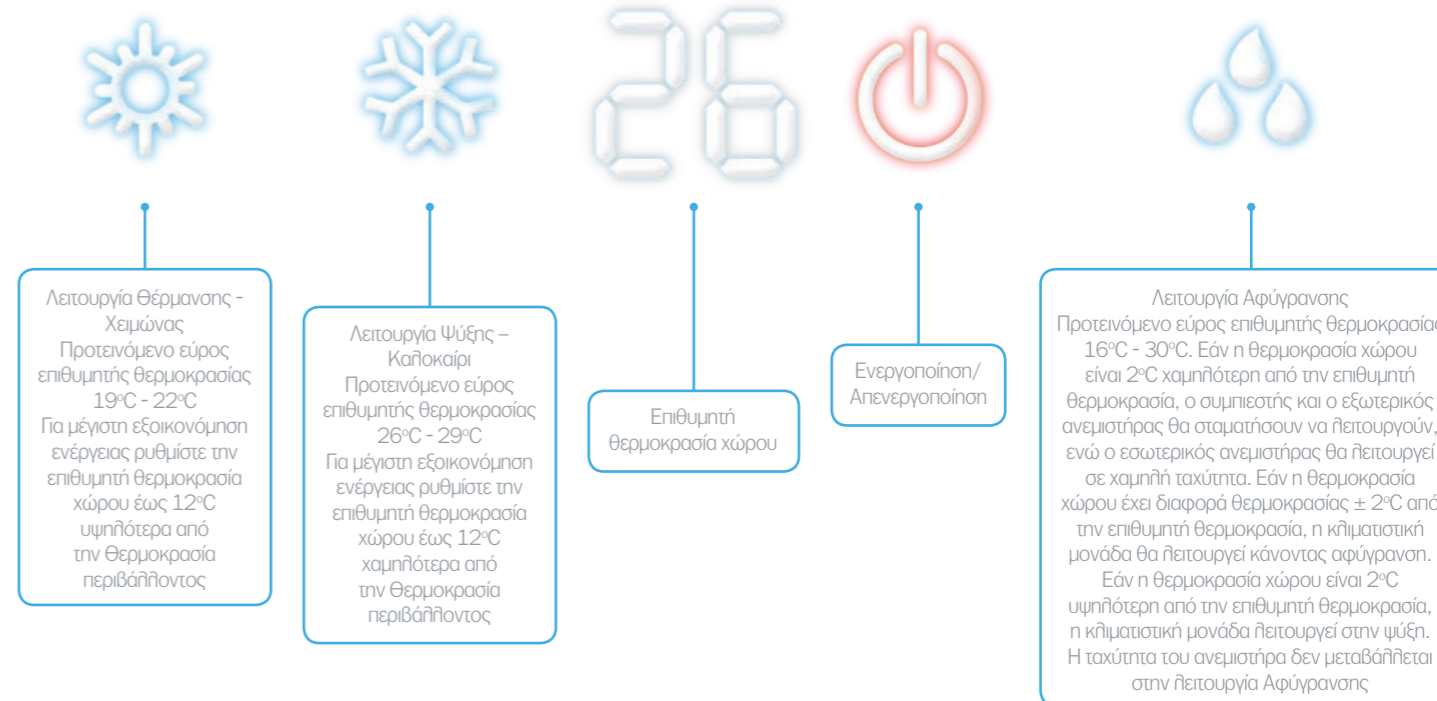 26
Λειτουργία Θέρμανσης -
Χειμώνας
Προτεινόμενο εύρος
επιθυμητής θερμοκρασίας
19°C - 22°C
Για μέγιστη εξοικονόμηση
ενέργειας ρυθμίστε την
επιθυμητή θερμοκρασία
χώρου έως 12°C
υψηλότερα από
την Θερμοκρασία
περιβάλλοντος
Λειτουργία Ψύξης –
Καλοκαίρι
Προτεινόμενο εύρος
επιθυμητής θερμοκρασίας
26°C - 29°C
Για μέγιστη εξοικονόμηση
ενέργειας ρυθμίστε την
επιθυμητή θερμοκρασία
χώρου έως 12°C
χαμηλότερα από
την Θερμοκρασία
περιβάλλοντος
Επιθυμητή
θερμοκρασία χώρου
Ενεργοποίηση/
Απενεργοποίηση
Λειτουργία Αφύγρανσης
Προτεινόμενο εύρος επιθυμητής θερμοκρασίας
16°C - 30°C. Εάν η θερμοκρασία χώρου
είναι 2°C χαμηλότερη από την επιθυμητή
θερμοκρασία, ο συμπιεστής και ο εξωτερικός
ανεμιστήρας θα σταματήσουν να λειτουργούν,
ενώ ο εσωτερικός ανεμιστήρας θα λειτουργεί
σε χαμηλή ταχύτητα. Εάν η θερμοκρασία
χώρου έχει διαφορά θερμοκρασίας ± 2°C από
την επιθυμητή θερμοκρασία, η κλιματιστική
μονάδα θα λειτουργεί κάνοντας αφύγρανση.
Εάν η θερμοκρασία χώρου είναι 2°C
υψηλότερη από την επιθυμητή θερμοκρασία,
η κλιματιστική μονάδα λειτουργεί στην ψύξη.
Η ταχύτητα του ανεμιστήρα δεν μεταβάλλεται
στην λειτουργία Αφύγρανσης